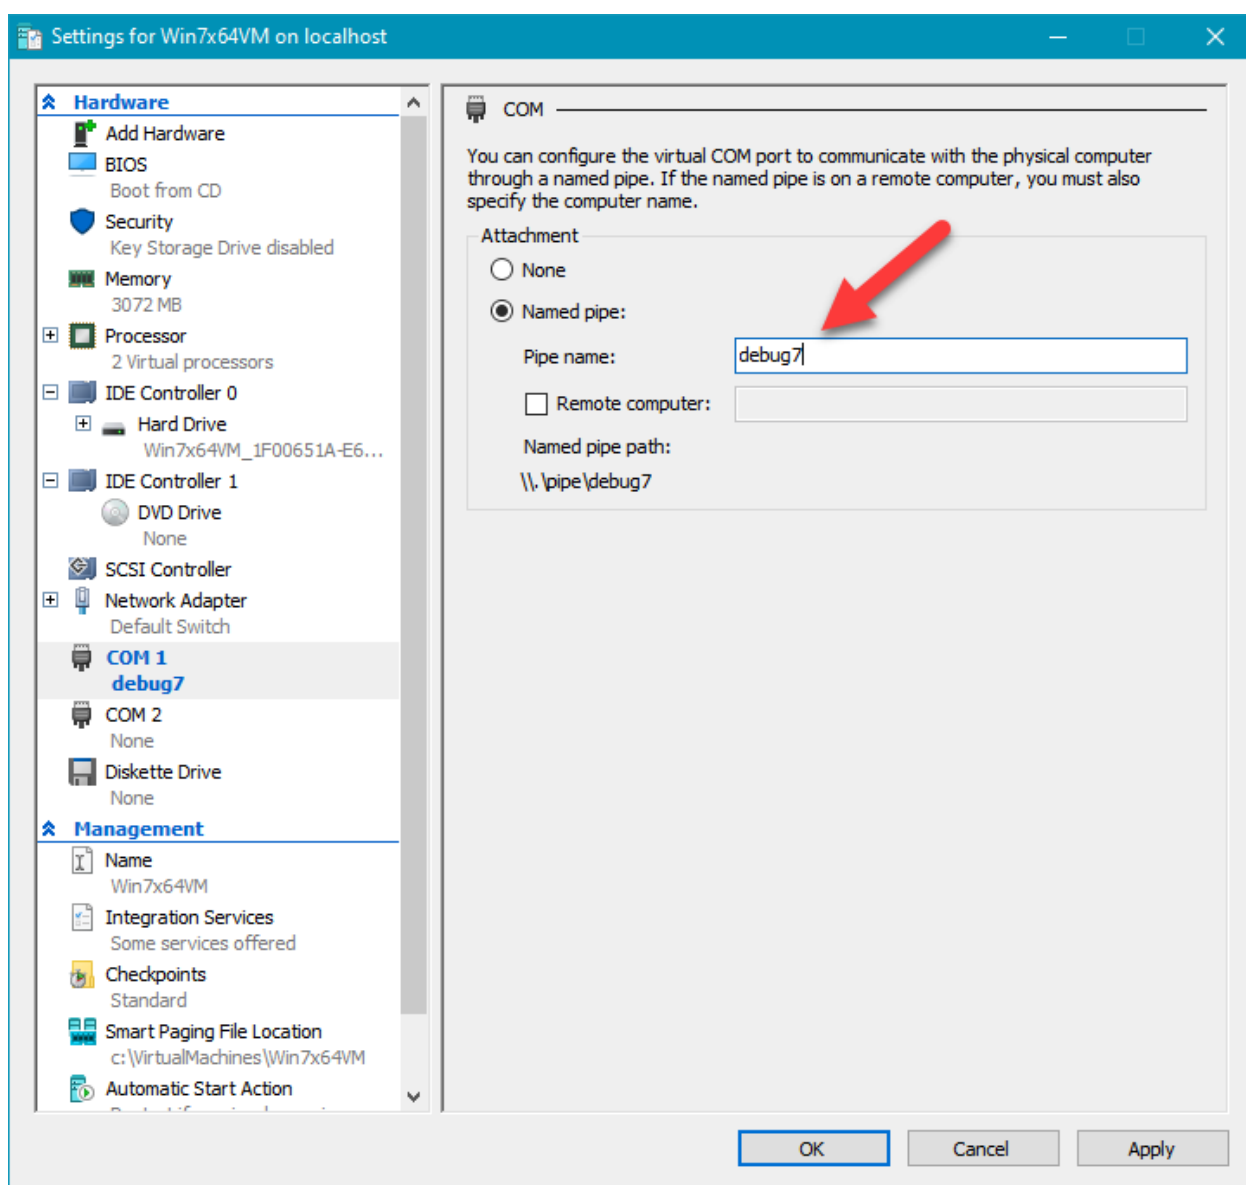 Settings for Win7x64VM on localhost
Hardware
Add Hardware
BIOS
Boot from CD
Security
Key Storage Drive disabled
Memory
3072 MB
Processor
2 Virtual processors
IDE Controller 0
Hard Drive
Win7x64VM_1F00651A-E6...
IDE Controller 1
DVD Drive
None
SCSI Controller
Network Adapter
Default Switch
COM 1
debug7
COM 2
None
Diskette Drive
None
Management
Name
Win7x64VM
Integration Services
Some services offered
Checkpoints
Standard
Smart Paging File Location
c:\VirtualMachines\Win7x64VM
Automatic Start Action
COM
You can configure the virtual COM port to communicate with the physical computer
through a named pipe. If the named pipe is on a remote computer, you must also
specify the computer name.
Attachment
None
Named pipe:
Pipe name:
debug7
Remote computer:
Named pipe path:
\\.\pipe\debug7
OK
Cancel
Apply